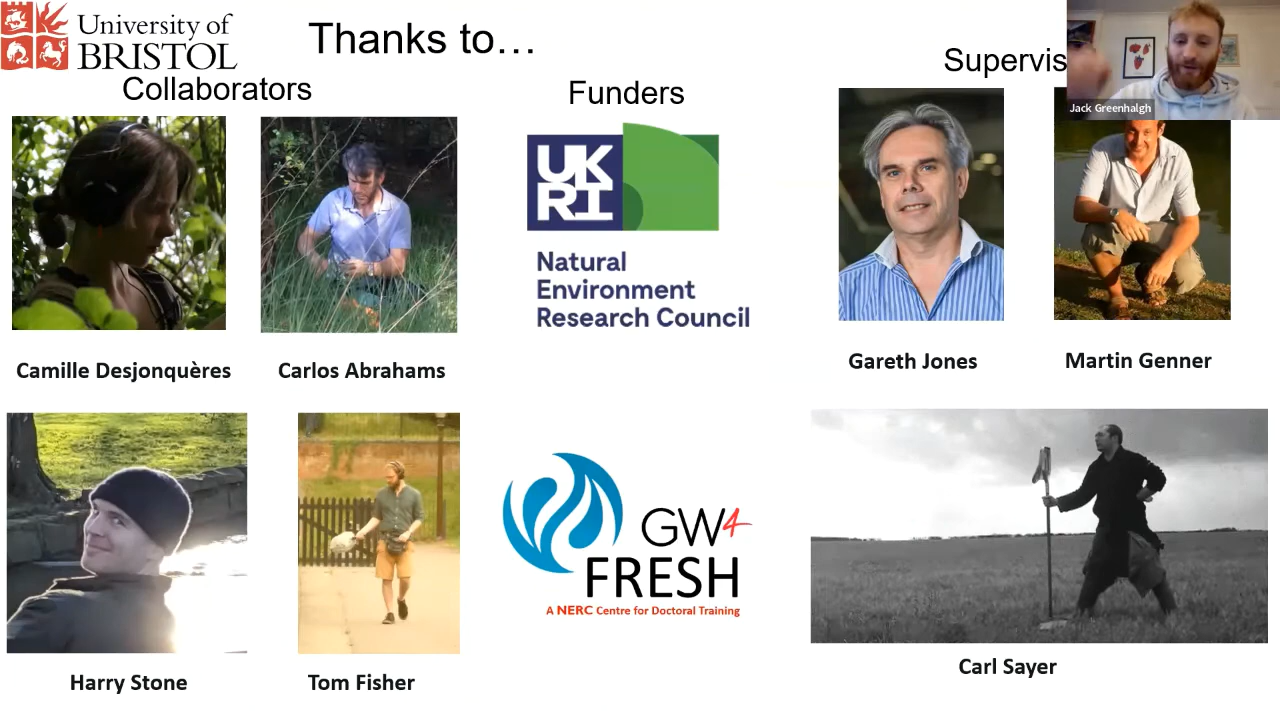 University of
BRISTOL
Thanks to…
Collaborators
Funders
Supervis
Jack Greenhalgh
UK
RI
Natural
Environment
Research Council
Camille Desjonquères
Carlos Abrahams
Gareth Jones
Martin Genner
GW4
FRESH
A NERC Centre for Doctoral Training
Harry Stone
Tom Fisher
Carl Sayer